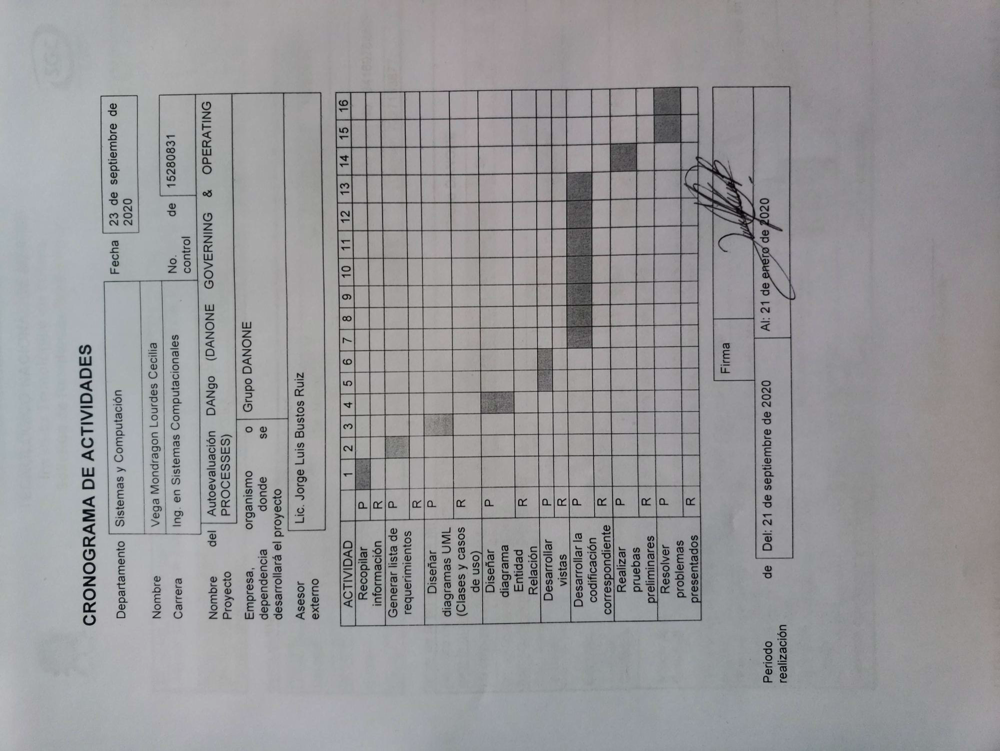 CRONOGRAMA DE ACTIVIDADES
Departamento Sistemas y Computación Fecha 23 de septiembre de
2020
Nombre Vega Mondragon Lourdes Cecilia
Carrera Ing. en Sistemas Computacionales No. de
control 15280831
Nombre del
Proyecto
Autoevaluación DANgo (DANONE GOVERNING & OPERATING
PROCESSES)
Empresa, organismo o
dependencia donde se
desarrollará el proyecto
Grupo DANONE
Asesor
externo
Lic. Jorge Luis Bustos Ruiz
ACTIVIDAD 1 2 3 4 5 6 7 8 9 10 11 12 13 14 15 16
Recopilar P
información R
Generar lista de P
requerimientos R
Diseñar P
diagramas UML
(Clases y casos R
de uso)
Diseñar P
diagrama
Entidad R
Relación
Desarrollar P
vistas R
Desarrollar la P
codificación
correspondiente R
Realizar P
pruebas
preliminares R
Resolver P
problemas
presentados R
Firma
Periodo de
realización
Del: 21 de septiembre de 2020 Al: 21 de enero de 2020